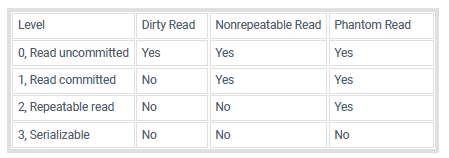 Level Dirty Read Nonrepeatable Read Phantom Read
0, Read uncommitted Yes Yes Yes
1, Read committed No Yes Yes
2, Repeatable read No No Yes
3, Serializable No No No